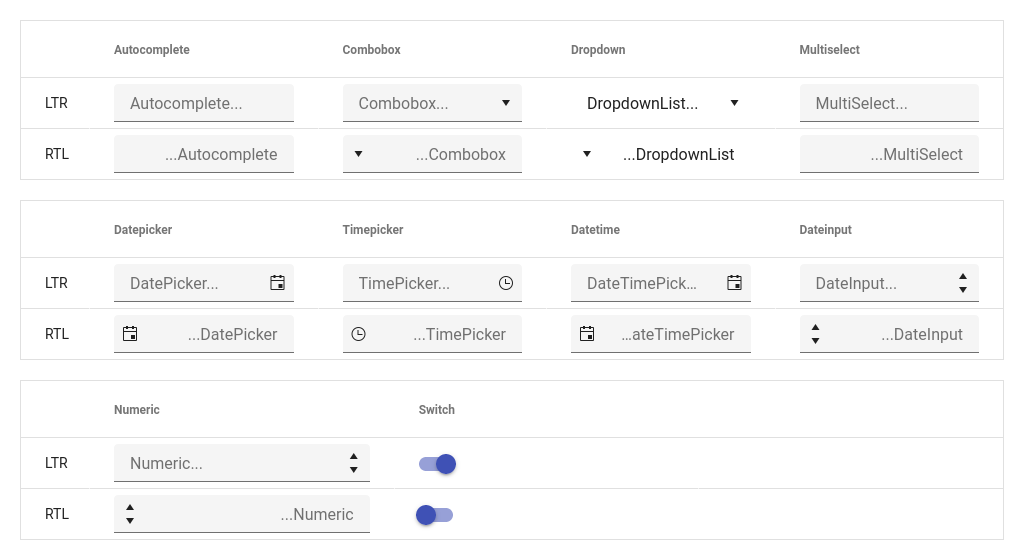 Autocomplete Combobox Dropdown Multiselect
LTR Autocomplete... Combobox... DropdownList... MultiSelect...
RTL ...Autocomplete ...Combobox ...DropdownList ...MultiSelect
Datepicker Timepicker Datetime Dateinput
LTR DatePicker... TimePicker... DateTimePick... DateInput...
RTL ...DatePicker ...TimePicker ...ateTimePicker ...DateInput
Numeric Switch
LTR Numeric...
RTL ...Numeric